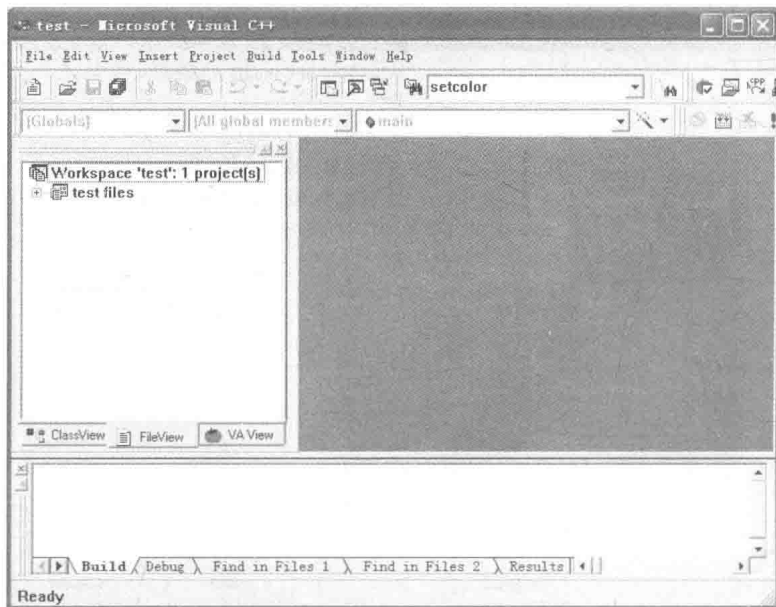 test - Microsoft Visual C++
File Edit View Insert Project Build Tools Window Help
setcolor
[Globals] [All global members main
Workspace 'test': 1 project(s)
test files
ClassView FileView VA View
Build Debug Find in Files 1 Find in Files 2 Results
Ready